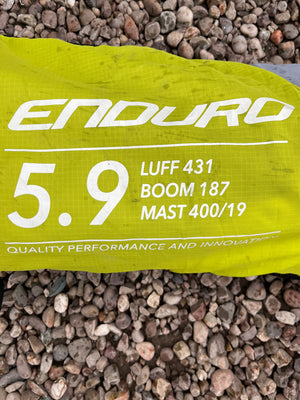 ENDURO
5.9
LUFF 431
BOOM 187
MAST 400/19
QUALITY PERFORMANCE AND INNOVATION